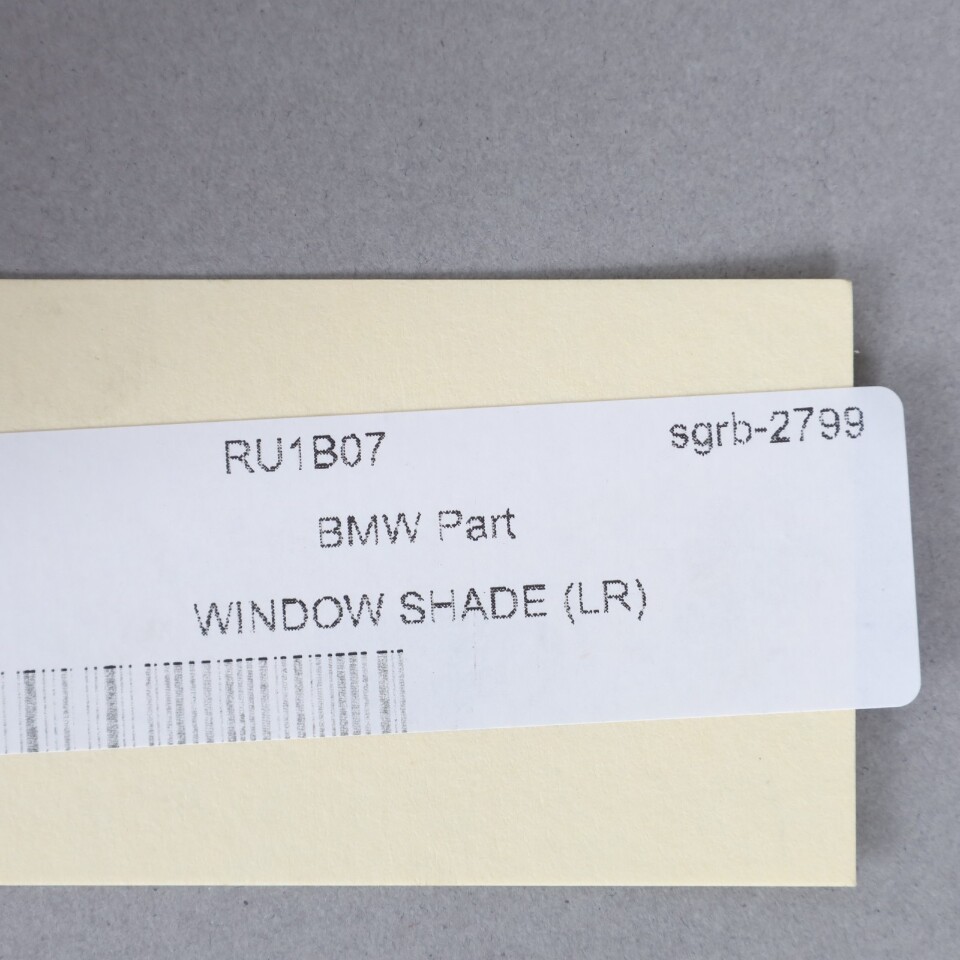 RU1B07 sgrb-2799
BMW Part
WINDOW SHADE (LR)